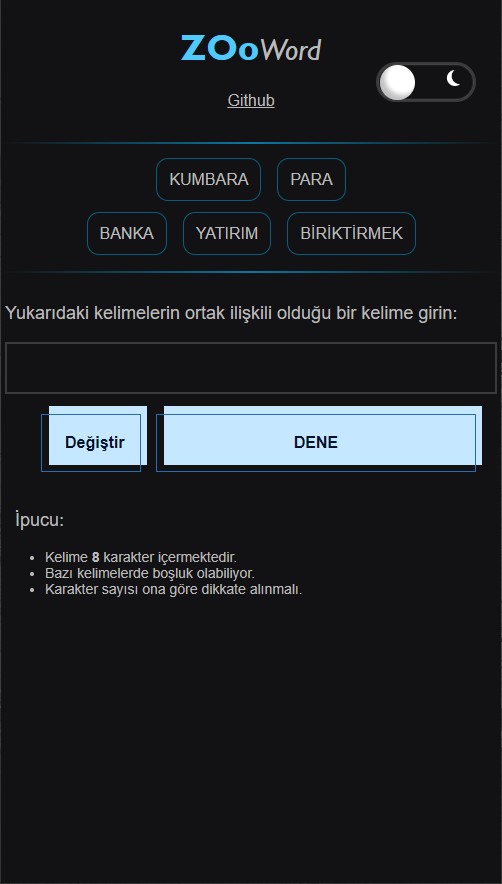 ZOoWord
Github
KUMBARA PARA
BANKA YATIRIM BİRİKTİRMEK
Yukarıdaki kelimelerin ortak ilişkili olduğu bir kelime girin:
Değiştir DENE
İpucu:
• Kelime 8 karakter içermektedir.
• Bazı kelimelerde boşluk olabiliyor.
• Karakter sayısı ona göre dikkate alınmalı.